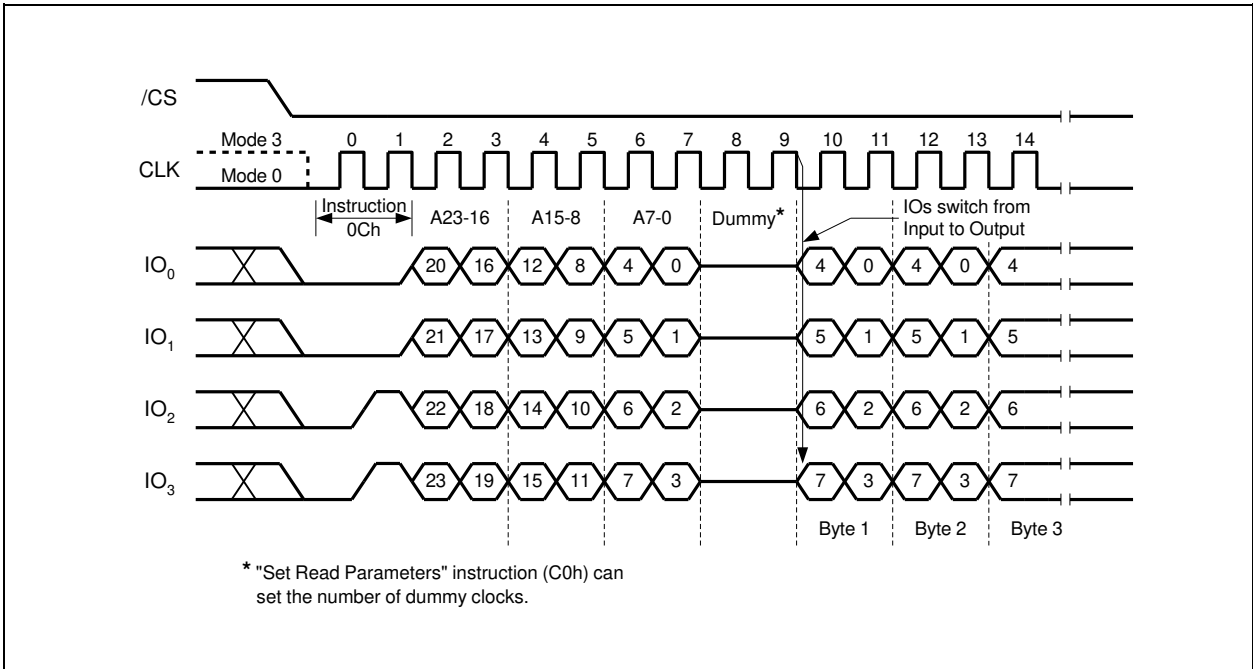 /CS
Mode 3
0 1 2 3 4 5 6 7 8 9 10 11 12 13 14
CLK
Mode 0
Instruction
0Ch
A23-16 A15-8 A7-0 Dummy*
IOs switch from
Input to Output
IO0 20 16 12 8 4 0 4 0 4 0 4
IO1 21 17 13 9 5 1 5 1 5 1 5
IO2 22 18 14 10 6 2 6 2 6 2 6
IO3 23 19 15 11 7 3 7 3 7 3 7
Byte 1 Byte 2 Byte 3
* "Set Read Parameters" instruction (C0h) can
set the number of dummy clocks.